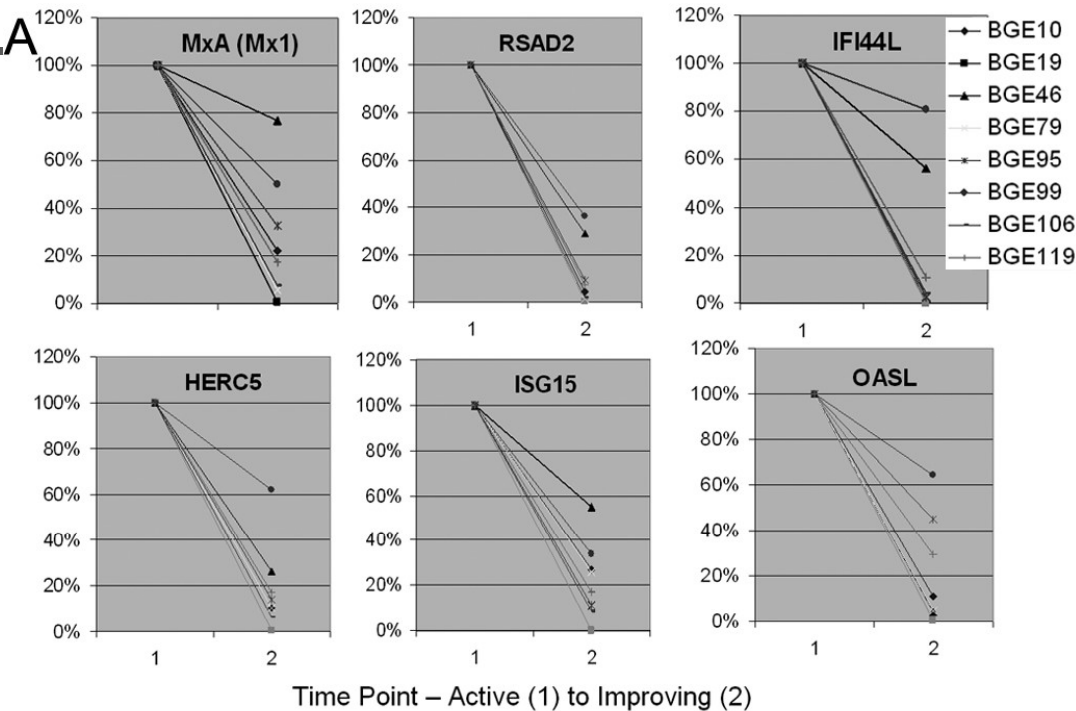 A
MxA (Mx1)
120%
100%
80%
60%
40%
20%
0%
RSAD2
120%
100%
80%
60%
40%
20%
0%
1 2
IFI44L
120%
100%
80%
60%
40%
20%
0%
1 2
BGE10
BGE19
BGE46
BGE79
BGE95
BGE99
BGE106
BGE119
HERC5
120%
100%
80%
60%
40%
20%
0%
1 2
ISG15
120%
100%
80%
60%
40%
20%
0%
1 2
OASL
120%
100%
80%
60%
40%
20%
0%
1 2
Time Point – Active (1) to Improving (2)